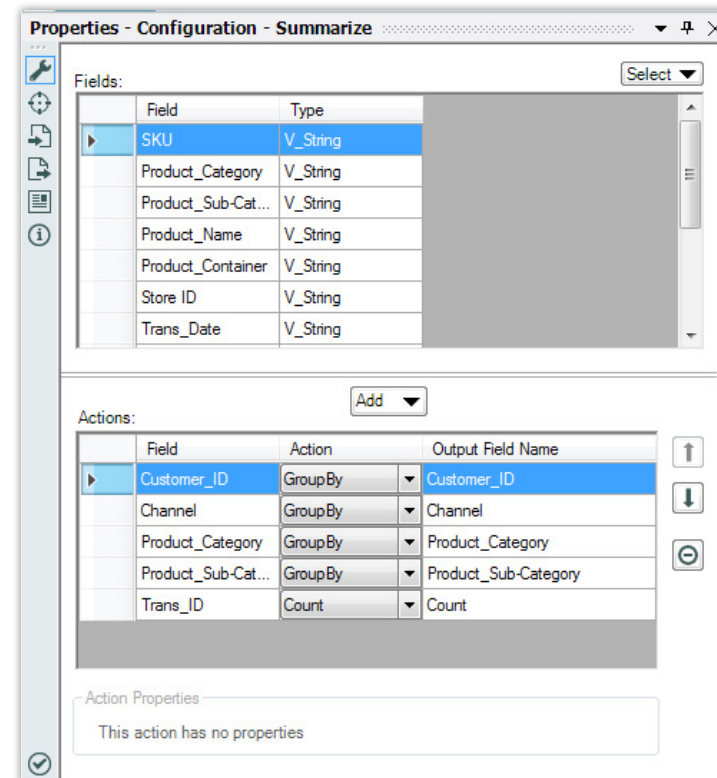 Properties - Configuration - Summarize
Fields:
Select
Field Type
SKU V_String
Product_Category V_String
Product_Sub-Cat... V_String
Product_Name V_String
Product_Container V_String
Store ID V_String
Trans_Date V_String
Add
Actions:
Field Action Output Field Name
Customer_ID GroupBy Customer_ID
Channel GroupBy Channel
Product_Category GroupBy Product_Category
Product_Sub-Cat... GroupBy Product_Sub-Category
Trans_ID Count Count
Action Properties
This action has no properties